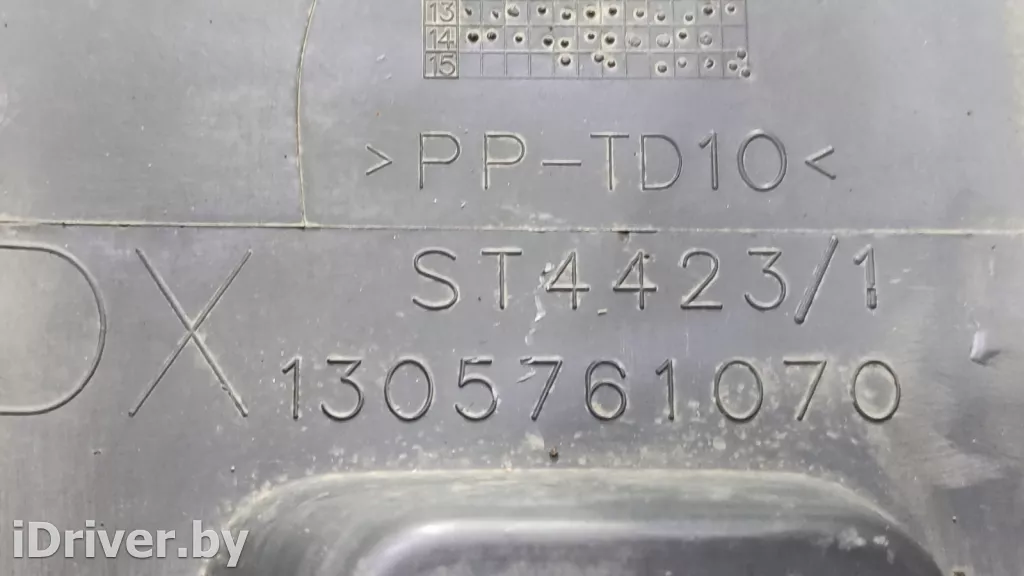 13
14
15
>PP-TD10<
DX
ST4423/1
1305761070
iDriver.by